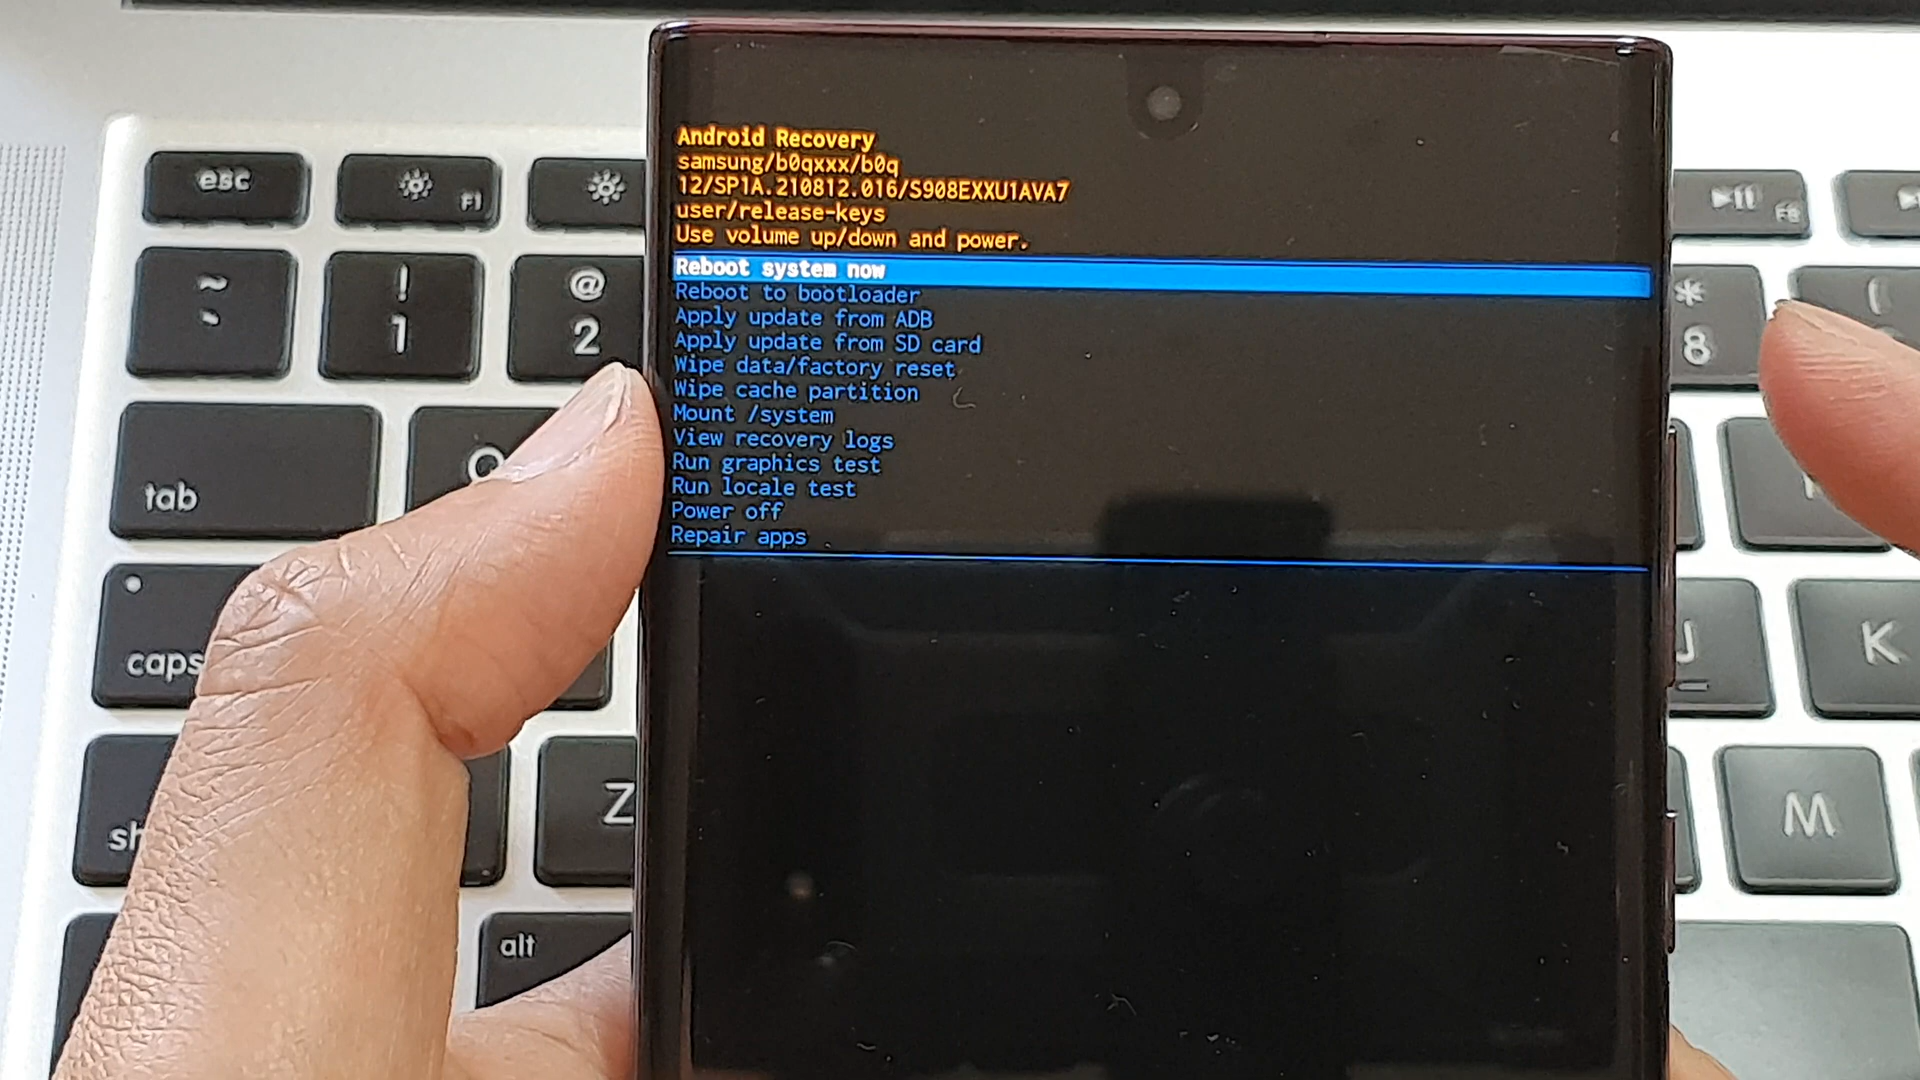 Android Recovery
samsung/b0qxxx/b0q
12/SP1A.210812.016/S908EXXU1AVA7
user/release-keys
Use volume up/down and power.
Reboot system now
Reboot to bootloader
Apply update from ADB
Apply update from SD card
Wipe data/factory reset
Wipe cache partition
Mount /system
View recovery logs
Run graphics test
Run locale test
Power off
Repair apps
esc
F1
F8
~
`
!
1
@
2
*
8
(
tab
caps
J
K
sh
Z
M
alt